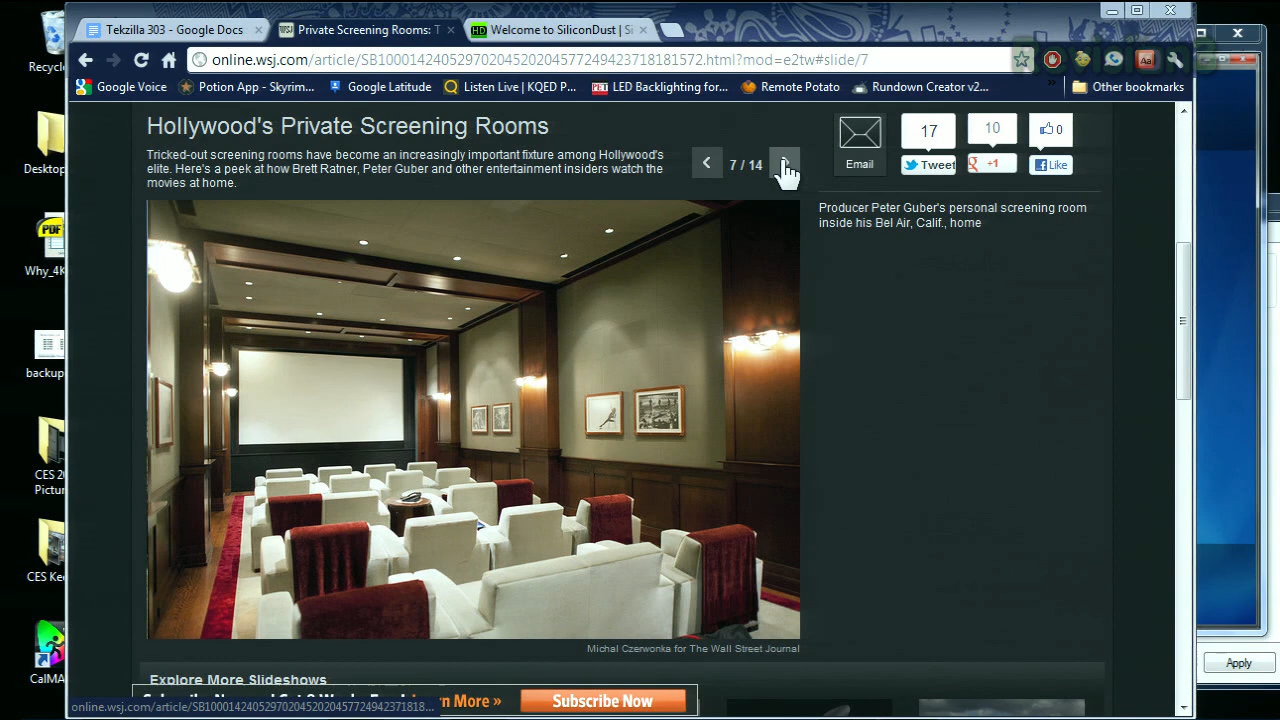 Tekzilla 303 - Google Docs
Private Screening Rooms: T
Welcome to SiliconDust | Si
online.wsj.com/article/SB10001424052970204520204577249423718181572.html?mod=e2tw#slide/7
Google Voice
Potion App - Skyrim...
Google Latitude
Listen Live | KQED P...
PET LED Backlighting for...
Remote Potato
Rundown Creator v2...
»
Other bookmarks
Recycle
Desktop
PDF
Why_4K
backup
CES 20
Pictur
CES Kee
CalMA
Hollywood's Private Screening Rooms
Tricked-out screening rooms have become an increasingly important fixture among Hollywood's
elite. Here's a peek at how Brett Ratner, Peter Guber and other entertainment insiders watch the
movies at home.
7 / 14
Email
17
Tweet
10
+1
0
Like
Producer Peter Guber's personal screening room
inside his Bel Air, Calif., home
Michal Czerwonka for The Wall Street Journal
Explore More Slideshows
More »
Subscribe Now
online.wsj.com/article/SB10001424052970204520204577249423718...
Apply